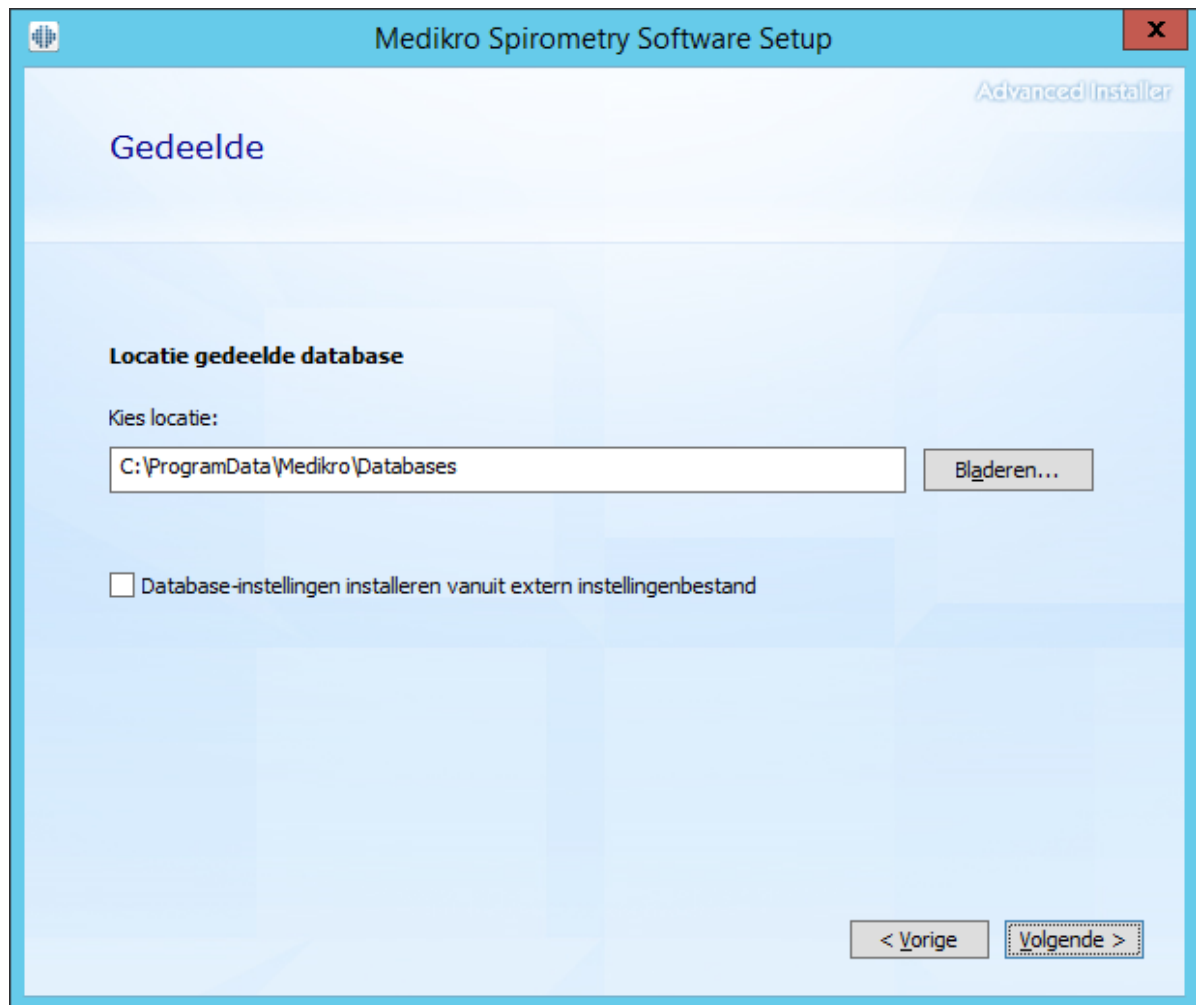 Medikro Spirometry Software Setup
x
Advanced Installer
Gedeelde
Locatie gedeelde database
Kies locatie:
C:\ProgramData\Medikro\Databases
Bladeren...
Database-instellingen installeren vanuit extern instellingenbestand
< Vorige
Volgende >